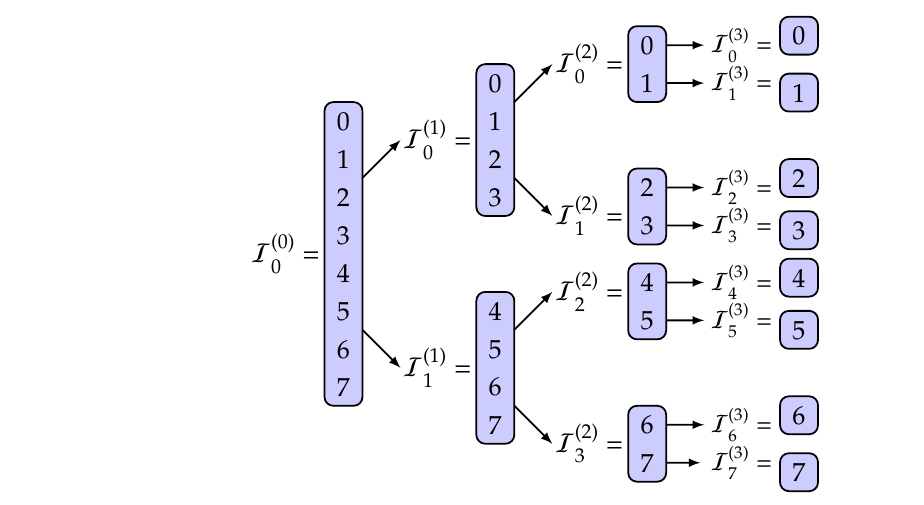 $\mathcal{I}_0^{(0)} =$
0
1
2
3
4
5
6
7
$\mathcal{I}_0^{(1)} =$
0
1
2
3
$\mathcal{I}_1^{(1)} =$
4
5
6
7
$\mathcal{I}_0^{(2)} =$
0
1
$\mathcal{I}_1^{(2)} =$
2
3
$\mathcal{I}_2^{(2)} =$
4
5
$\mathcal{I}_3^{(2)} =$
6
7
$\mathcal{I}_0^{(3)} =$ 0
$\mathcal{I}_1^{(3)} =$ 1
$\mathcal{I}_2^{(3)} =$ 2
$\mathcal{I}_3^{(3)} =$ 3
$\mathcal{I}_4^{(3)} =$ 4
$\mathcal{I}_5^{(3)} =$ 5
$\mathcal{I}_6^{(3)} =$ 6
$\mathcal{I}_7^{(3)} =$ 7